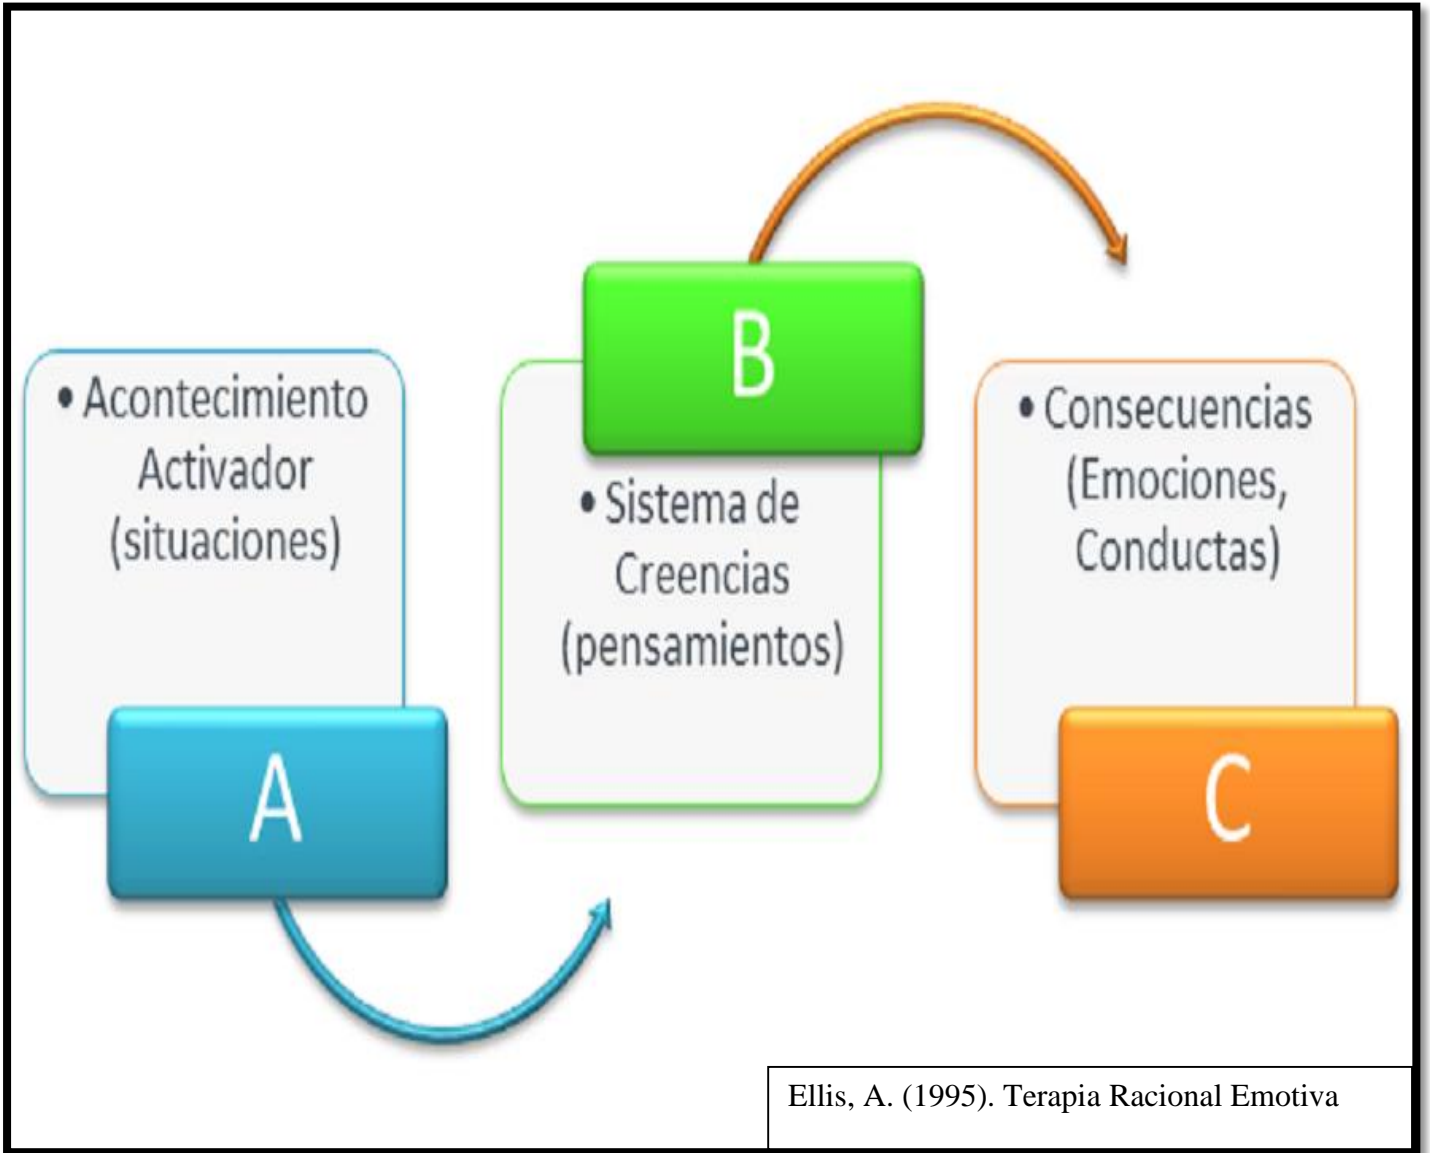 • Acontecimiento
Activador
(situaciones)
A
B
• Sistema de
Creencias
(pensamientos)
• Consecuencias
(Emociones,
Conductas)
C
Ellis, A. (1995). Terapia Racional Emotiva